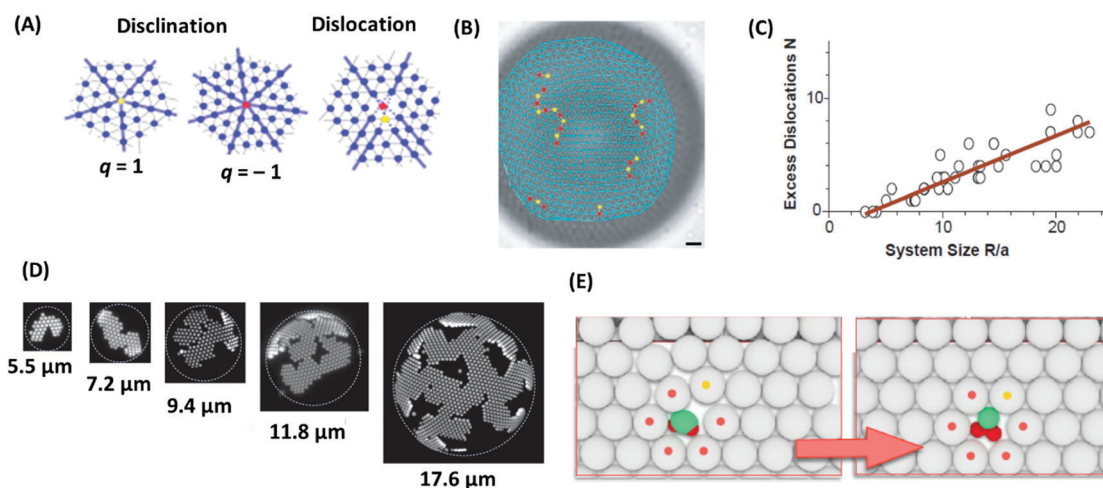 (A)
Disclination
Dislocation
q = 1
q = – 1
(B)
(C)
Excess Dislocations N
10
0
0
10
20
System Size R/a
(D)
5.5 μm
7.2 μm
9.4 μm
11.8 μm
17.6 μm
(E)